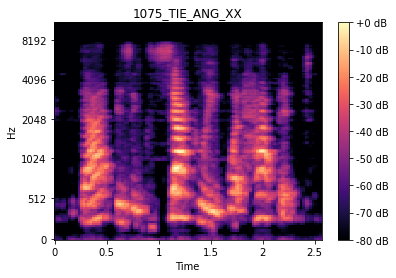 1075_TIE_ANG_XX
8192
4096
2048
1024
512
0
Hz
0 0.5 1 1.5 2 2.5
Time
+0 dB
-10 dB
-20 dB
-30 dB
-40 dB
-50 dB
-60 dB
-70 dB
-80 dB